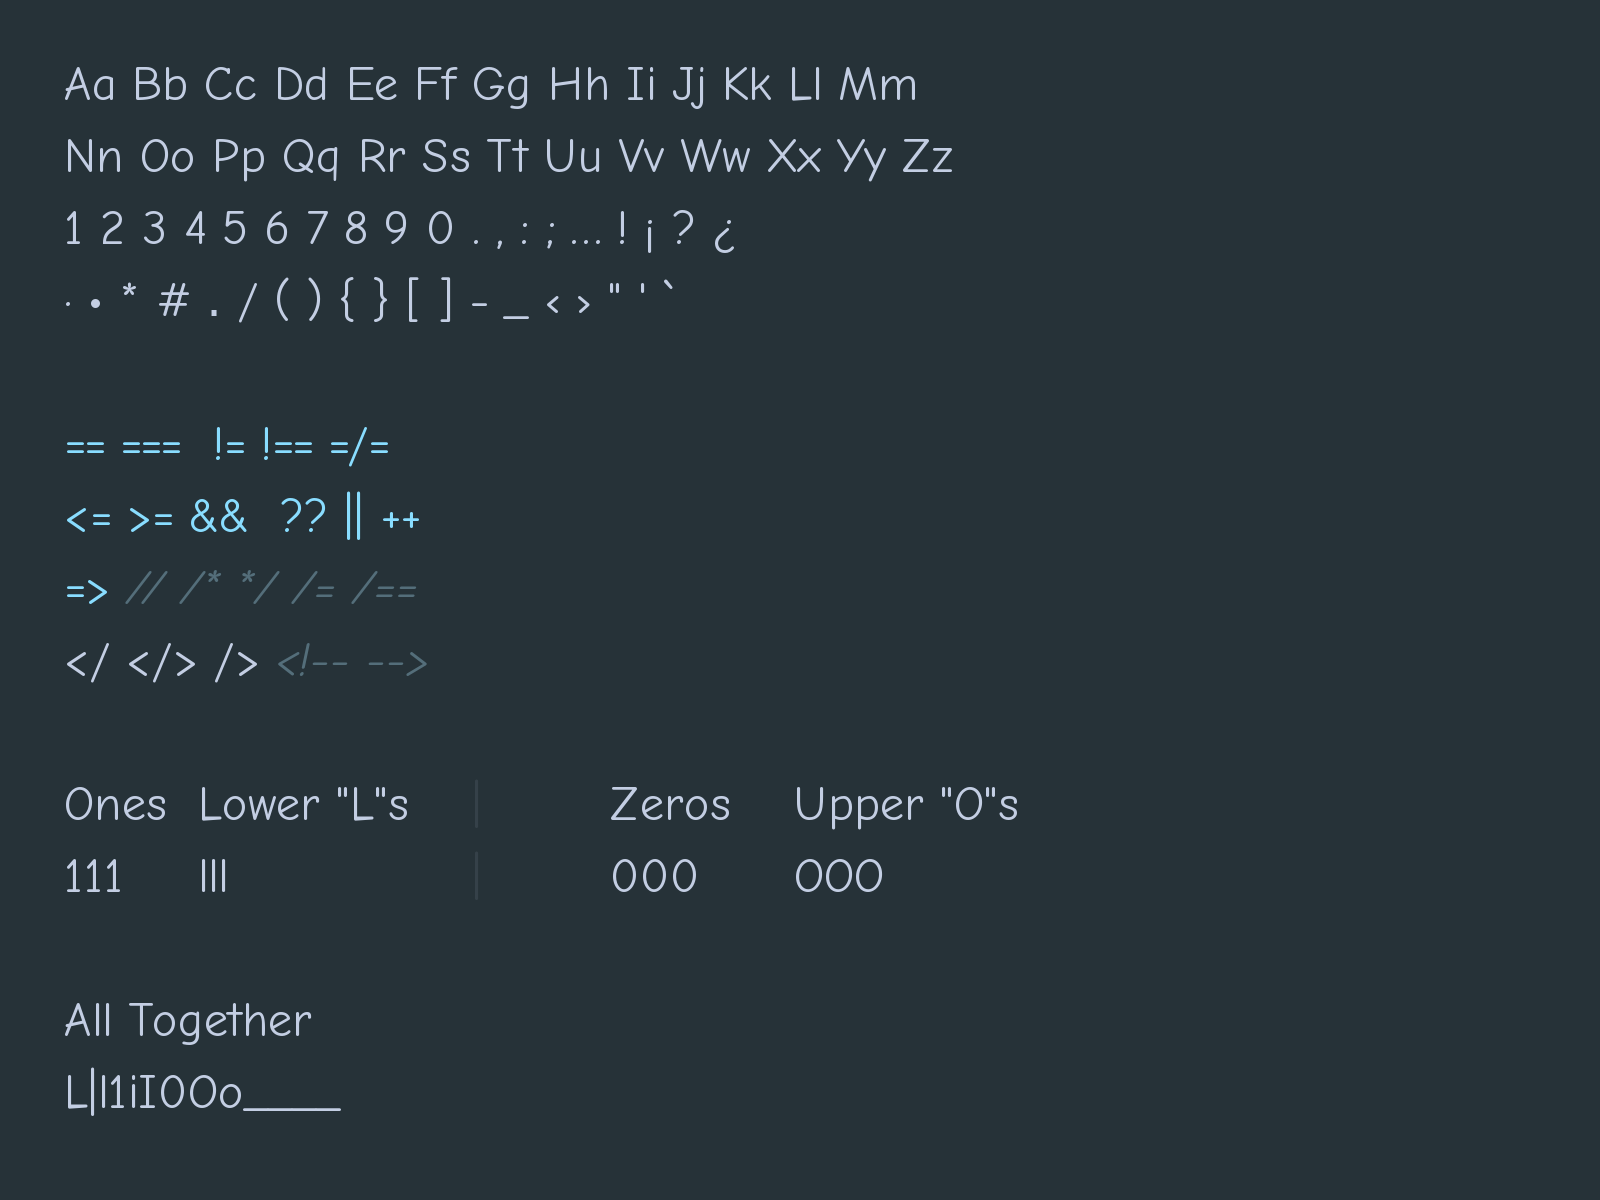 Aa Bb Cc Dd Ee Ff Gg Hh Ii Jj Kk Ll Mm
Nn Oo Pp Qq Rr Ss Tt Uu Vv Ww Xx Yy Zz
1 2 3 4 5 6 7 8 9 0 . , : ; … ! ¡ ? ¿
· • * # . / ( ) { } [ ] - _ < > " ' `
== === != !== =/=
<= >= && ?? || ++
=> // /* */ /= /==
</ </> /> <!-- -->
Ones Lower "L"s | Zeros Upper "O"s
111 lll | 000 OOO
All Together
L|l1iI0Oo____